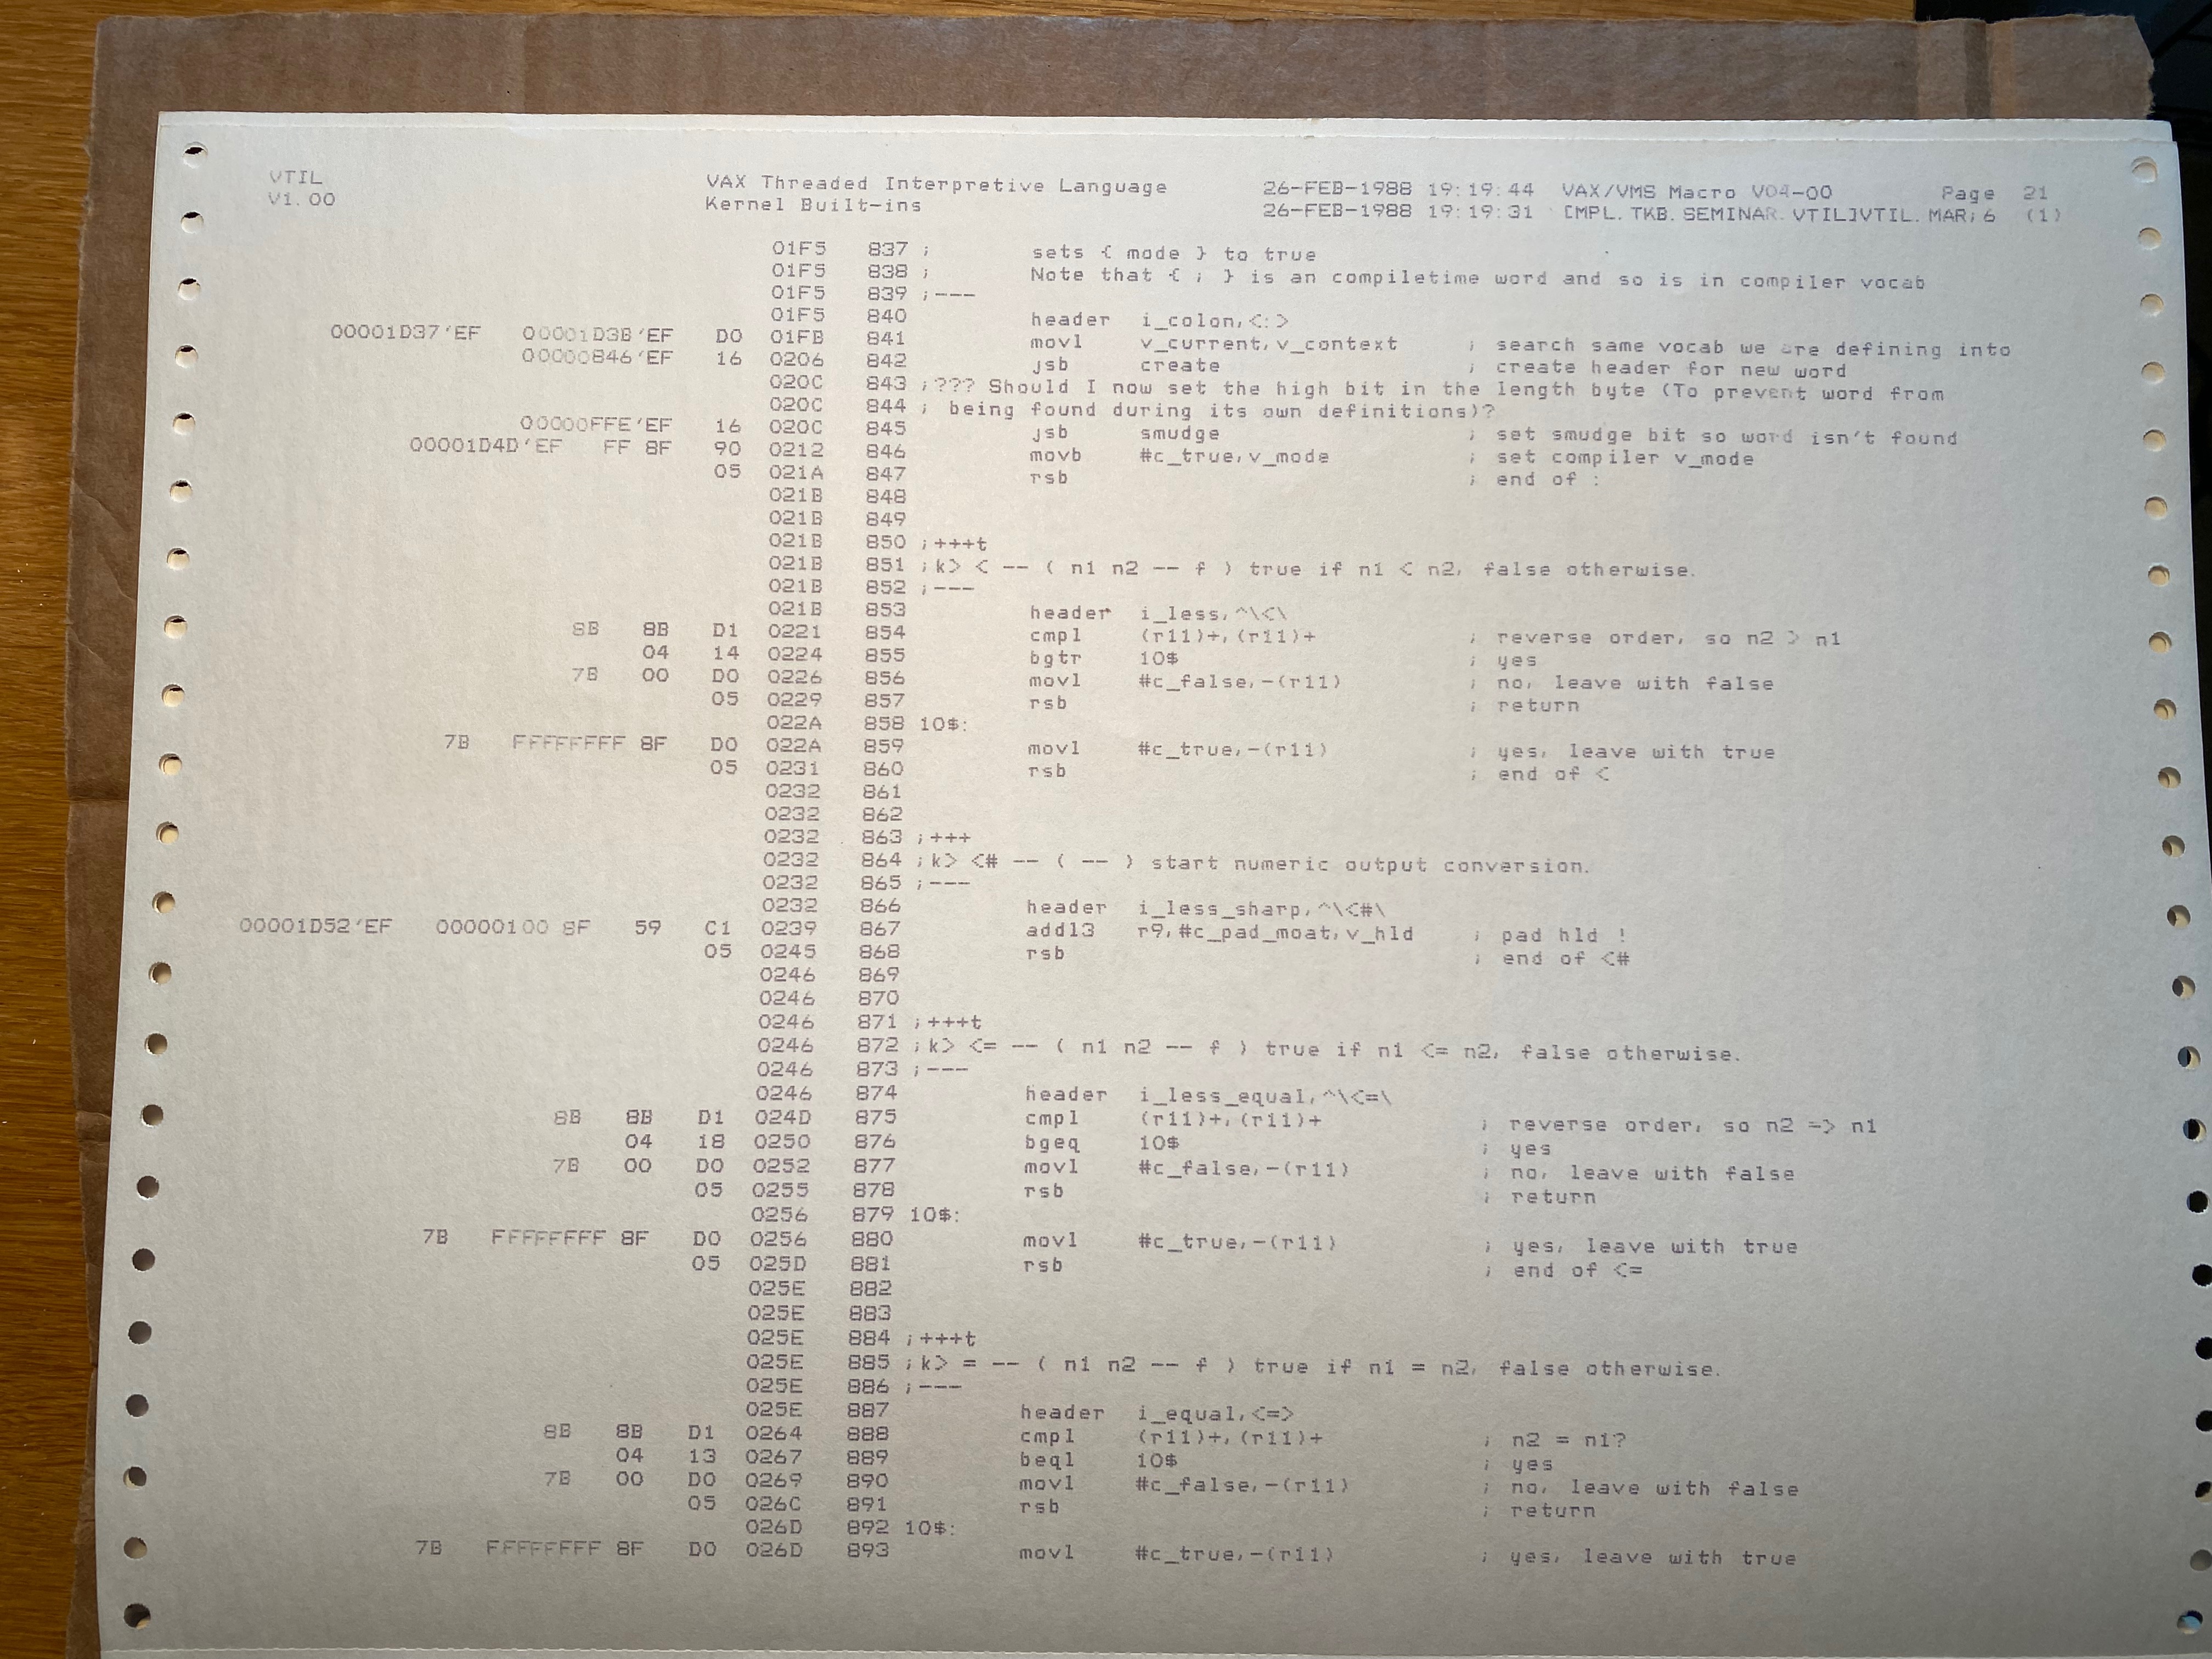 VTIL VAX Threaded Interpretive Language 26-FEB-1988 19:19:44 VAX/VMS Macro V04-00 Page 21
V1.00 Kernel Built-ins 26-FEB-1988 19:19:31 [MPL.TKB.SEMINAR.VTIL]VTIL.MAR;6 (1)
01F5 837 ; sets { mode } to true
01F5 838 ; Note that { ; } is an compiletime word and so is in compiler vocab
01F5 839 ;---
01F5 840 header i_colon,<:>
00001D37'EF 00001D3B'EF D0 01FB 841 movl v_current,v_context ; search same vocab we are defining into
00000846'EF 16 0206 842 jsb create ; create header for new word
020C 843 ;??? Should I now set the high bit in the length byte (To prevent word from
020C 844 ; being found during its own definitions)?
00000FFE'EF 16 020C 845 jsb smudge ; set smudge bit so word isn't found
00001D4D'EF FF 8F 90 0212 846 movb #c_true,v_mode ; set compiler v_mode
05 021A 847 rsb ; end of :
021B 848
021B 849
021B 850 ;+++t
021B 851 ;k> < -- ( n1 n2 -- f ) true if n1 < n2, false otherwise.
021B 852 ;---
021B 853 header i_less,^\<\
8B 8B D1 0221 854 cmpl (r11)+,(r11)+ ; reverse order, so n2 > n1
04 14 0224 855 bgtr 10$ ; yes
7B 00 D0 0226 856 movl #c_false,-(r11) ; no, leave with false
05 0229 857 rsb ; return
022A 858 10$:
7B FFFFFFFF 8F D0 022A 859 movl #c_true,-(r11) ; yes, leave with true
05 0231 860 rsb ; end of <
0232 861
0232 862
0232 863 ;+++
0232 864 ;k> <# -- ( -- ) start numeric output conversion.
0232 865 ;---
0232 866 header i_less_sharp,^\<#\
00001D52'EF 00000100 8F 59 C1 0239 867 addl3 r9,#c_pad_moat,v_hld ; pad hld !
05 0245 868 rsb ; end of <#
0246 869
0246 870
0246 871 ;+++t
0246 872 ;k> <= -- ( n1 n2 -- f ) true if n1 <= n2, false otherwise.
0246 873 ;---
0246 874 header i_less_equal,^\<=\
8B 8B D1 024D 875 cmpl (r11)+,(r11)+ ; reverse order, so n2 => n1
04 18 0250 876 bgeq 10$ ; yes
7B 00 D0 0252 877 movl #c_false,-(r11) ; no, leave with false
05 0255 878 rsb ; return
0256 879 10$:
7B FFFFFFFF 8F D0 0256 880 movl #c_true,-(r11) ; yes, leave with true
05 025D 881 rsb ; end of <=
025E 882
025E 883
025E 884 ;+++t
025E 885 ;k> = -- ( n1 n2 -- f ) true if n1 = n2, false otherwise.
025E 886 ;---
025E 887 header i_equal,<=>
8B 8B D1 0264 888 cmpl (r11)+,(r11)+ ; n2 = n1?
04 13 0267 889 beql 10$ ; yes
7B 00 D0 0269 890 movl #c_false,-(r11) ; no, leave with false
05 026C 891 rsb ; return
026D 892 10$:
7B FFFFFFFF 8F D0 026D 893 movl #c_true,-(r11) ; yes, leave with true